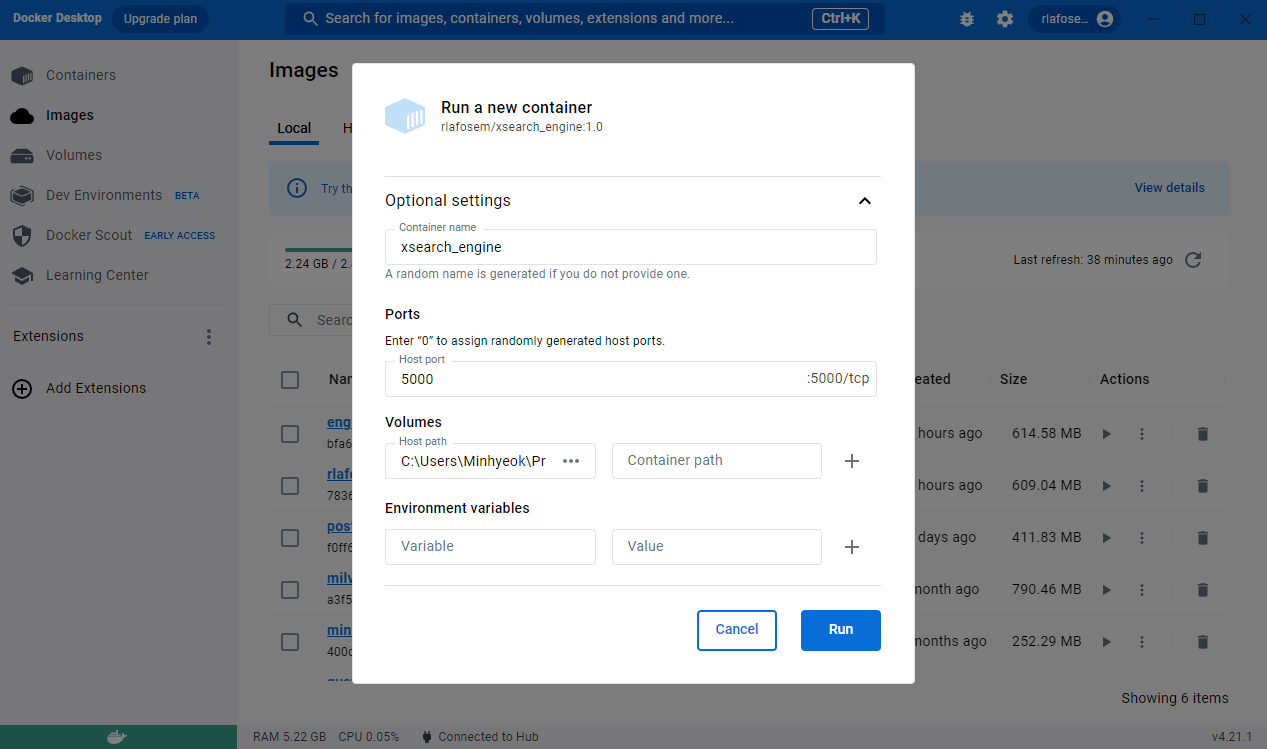 Docker Desktop
Upgrade plan
Search for images, containers, volumes, extensions and more...
Ctrl+K
rlafose...
Containers
Images
Volumes
Dev Environments BETA
Docker Scout EARLY ACCESS
Learning Center
Extensions
Add Extensions
Images
Local
H
Try th
View details
2.24 GB / 2.
Last refresh: 38 minutes ago
Searc
Nar
eated
Size
Actions
eng
bfa6
hours ago
614.58 MB
rlafo
7836
hours ago
609.04 MB
post
f0ff6
days ago
411.83 MB
milv
a3f5
month ago
790.46 MB
min
400c
months ago
252.29 MB
Showing 6 items
Run a new container
rlafosem/xsearch_engine:1.0
Optional settings
Container name
xsearch_engine
A random name is generated if you do not provide one.
Ports
Enter “0” to assign randomly generated host ports.
Host port
5000
:5000/tcp
Volumes
Host path
C:\Users\Minhyeok\Pr
Container path
Environment variables
Variable
Value
Cancel
Run
RAM 5.22 GB CPU 0.05% Connected to Hub
v4.21.1